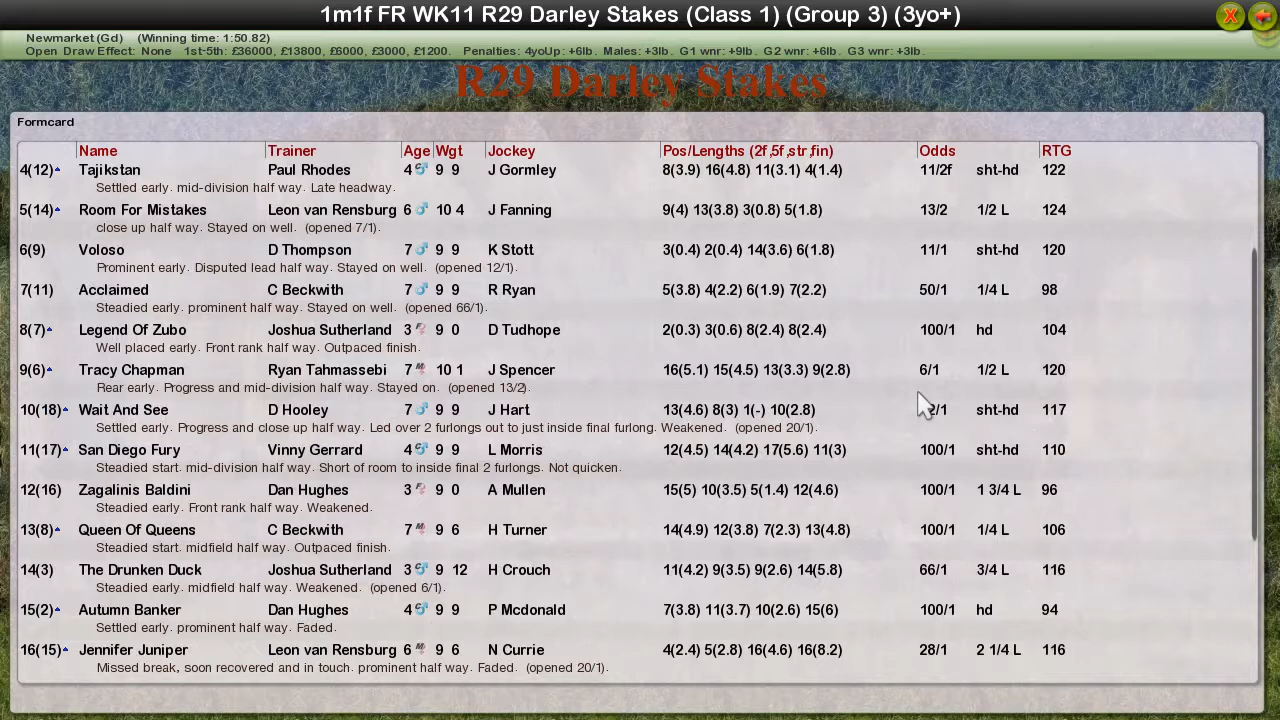 1m1f FR WK11 R29 Darley Stakes (Class 1) (Group 3) (3yo+)
Newmarket (Gd) (Winning time: 1:50.82)
Open Draw Effect: None 1st-5th: £36000, £13800, £6000, £3000, £1200. Penalties: 4yoUp: +6lb. Males: +3lb. G1 wnr: +9lb. G2 wnr: +6lb. G3 wnr: +3lb.
R29 Darley Stakes
Formcard
Name Trainer Age Wgt Jockey Pos/Lengths (2f,5f,str,fin) Odds RTG
4(12) Tajikstan Paul Rhodes 4 9 9 J Gormley 8(3.9) 16(4.8) 11(3.1) 4(1.4) 11/2f sht-hd 122
Settled early. mid-division half way. Late headway.
5(14) Room For Mistakes Leon van Rensburg 6 10 4 J Fanning 9(4) 13(3.8) 3(0.8) 5(1.8) 13/2 1/2 L 124
close up half way. Stayed on well. (opened 7/1).
6(9) Voloso D Thompson 7 9 9 K Stott 3(0.4) 2(0.4) 14(3.6) 6(1.8) 11/1 sht-hd 120
Prominent early. Disputed lead half way. Stayed on well. (opened 12/1).
7(11) Acclaimed C Beckwith 7 9 9 R Ryan 5(3.8) 4(2.2) 6(1.9) 7(2.2) 50/1 1/4 L 98
Steadied early. prominent half way. Stayed on well. (opened 66/1).
8(7) Legend Of Zubo Joshua Sutherland 3 9 0 D Tudhope 2(0.3) 3(0.6) 8(2.4) 8(2.4) 100/1 hd 104
Well placed early. Front rank half way. Outpaced finish.
9(6) Tracy Chapman Ryan Tahmassebi 7 10 1 J Spencer 16(5.1) 15(4.5) 13(3.3) 9(2.8) 6/1 1/2 L 120
Rear early. Progress and mid-division half way. Stayed on. (opened 13/2).
10(18) Wait And See D Hooley 7 9 9 J Hart 13(4.6) 8(3) 1(-) 10(2.8) sht-hd 117
Settled early. Progress and close up half way. Led over 2 furlongs out to just inside final furlong. Weakened. (opened 20/1).
11(17) San Diego Fury Vinny Gerrard 4 9 9 L Morris 12(4.5) 14(4.2) 17(5.6) 11(3) 100/1 sht-hd 110
Steadied start. mid-division half way. Short of room to inside final 2 furlongs. Not quicken.
12(16) Zagalinis Baldini Dan Hughes 3 9 0 A Mullen 15(5) 10(3.5) 5(1.4) 12(4.6) 100/1 1 3/4 L 96
Steadied early. Front rank half way. Weakened.
13(8) Queen Of Queens C Beckwith 7 9 6 H Turner 14(4.9) 12(3.8) 7(2.3) 13(4.8) 100/1 1/4 L 106
Steadied start. midfield half way. Outpaced finish.
14(3) The Drunken Duck Joshua Sutherland 3 9 12 H Crouch 11(4.2) 9(3.5) 9(2.6) 14(5.8) 66/1 3/4 L 116
Steadied early. midfield half way. Weakened. (opened 6/1).
15(2) Autumn Banker Dan Hughes 4 9 9 P Mcdonald 7(3.8) 11(3.7) 10(2.6) 15(6) 100/1 hd 94
Settled early. prominent half way. Faded.
16(15) Jennifer Juniper Leon van Rensburg 6 9 6 N Currie 4(2.4) 5(2.8) 16(4.6) 16(8.2) 28/1 2 1/4 L 116
Missed break, soon recovered and in touch. prominent half way. Faded. (opened 20/1).